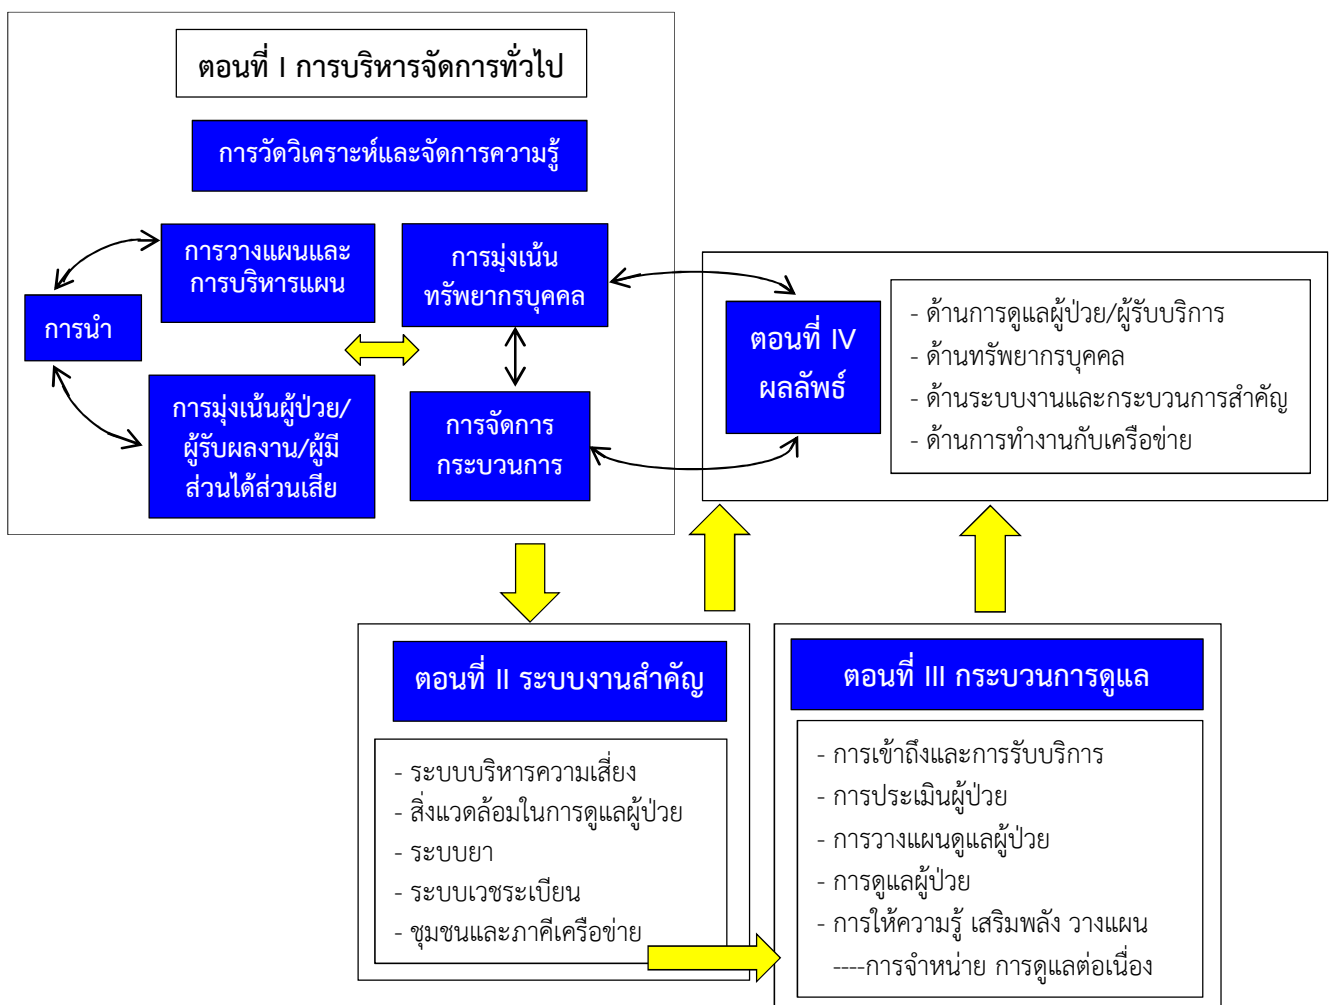 ตอนที่ I การบริหารจัดการทั่วไป
การวัดวิเคราะห์และจัดการความรู้
การวางแผนและ
การบริหารแผน
การมุ่งเน้น
ทรัพยากรบุคคล
การนำ
การมุ่งเน้นผู้ป่วย/
ผู้รับผลงาน/ผู้มี
ส่วนได้ส่วนเสีย
การจัดการ
กระบวนการ
ตอนที่ IV
ผลลัพธ์
- ด้านการดูแลผู้ป่วย/ผู้รับบริการ
- ด้านทรัพยากรบุคคล
- ด้านระบบงานและกระบวนการสำคัญ
- ด้านการทำงานกับเครือข่าย
ตอนที่ II ระบบงานสำคัญ
- ระบบบริหารความเสี่ยง
- สิ่งแวดล้อมในการดูแลผู้ป่วย
- ระบบยา
- ระบบเวชระเบียน
- ชุมชนและภาคีเครือข่าย
ตอนที่ III กระบวนการดูแล
- การเข้าถึงและการรับบริการ
- การประเมินผู้ป่วย
- การวางแผนดูแลผู้ป่วย
- การดูแลผู้ป่วย
- การให้ความรู้ เสริมพลัง วางแผน
----การจำหน่าย การดูแลต่อเนื่อง